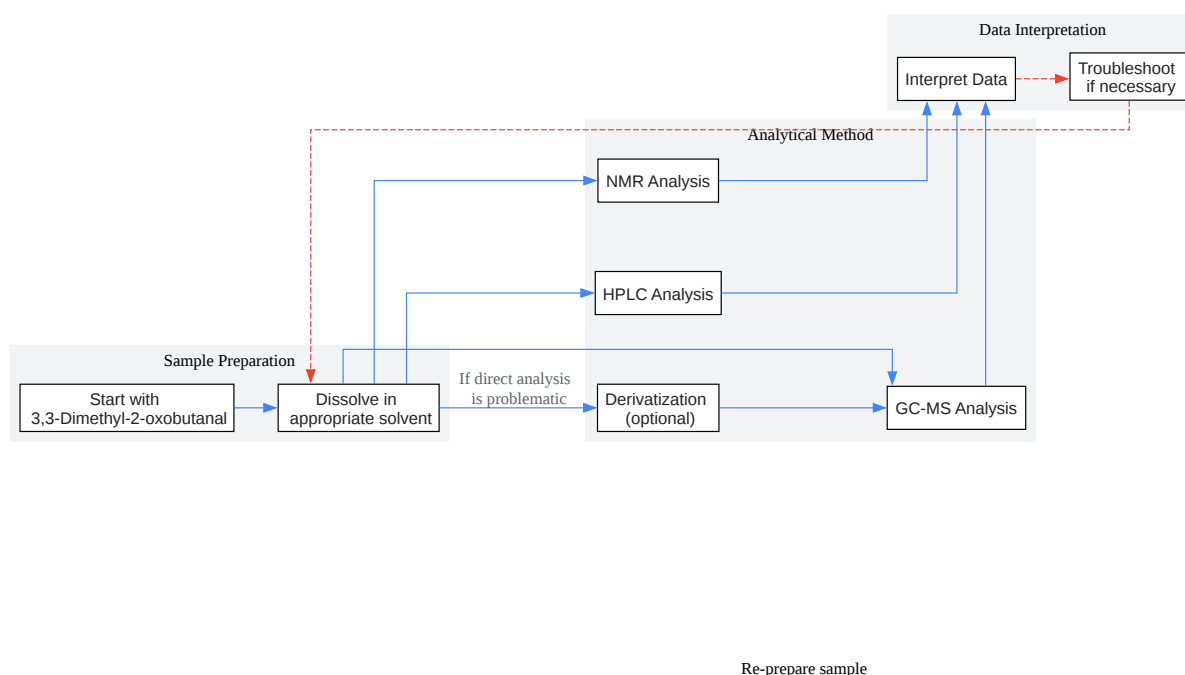 Data Interpretation
Interpret Data
Troubleshoot
if necessary
Analytical Method
NMR Analysis
HPLC Analysis
Sample Preparation
Start with
3,3-Dimethyl-2-oxobutanal
Dissolve in
appropriate solvent
If direct analysis
is problematic
Derivatization
(optional)
GC-MS Analysis
Re-prepare sample